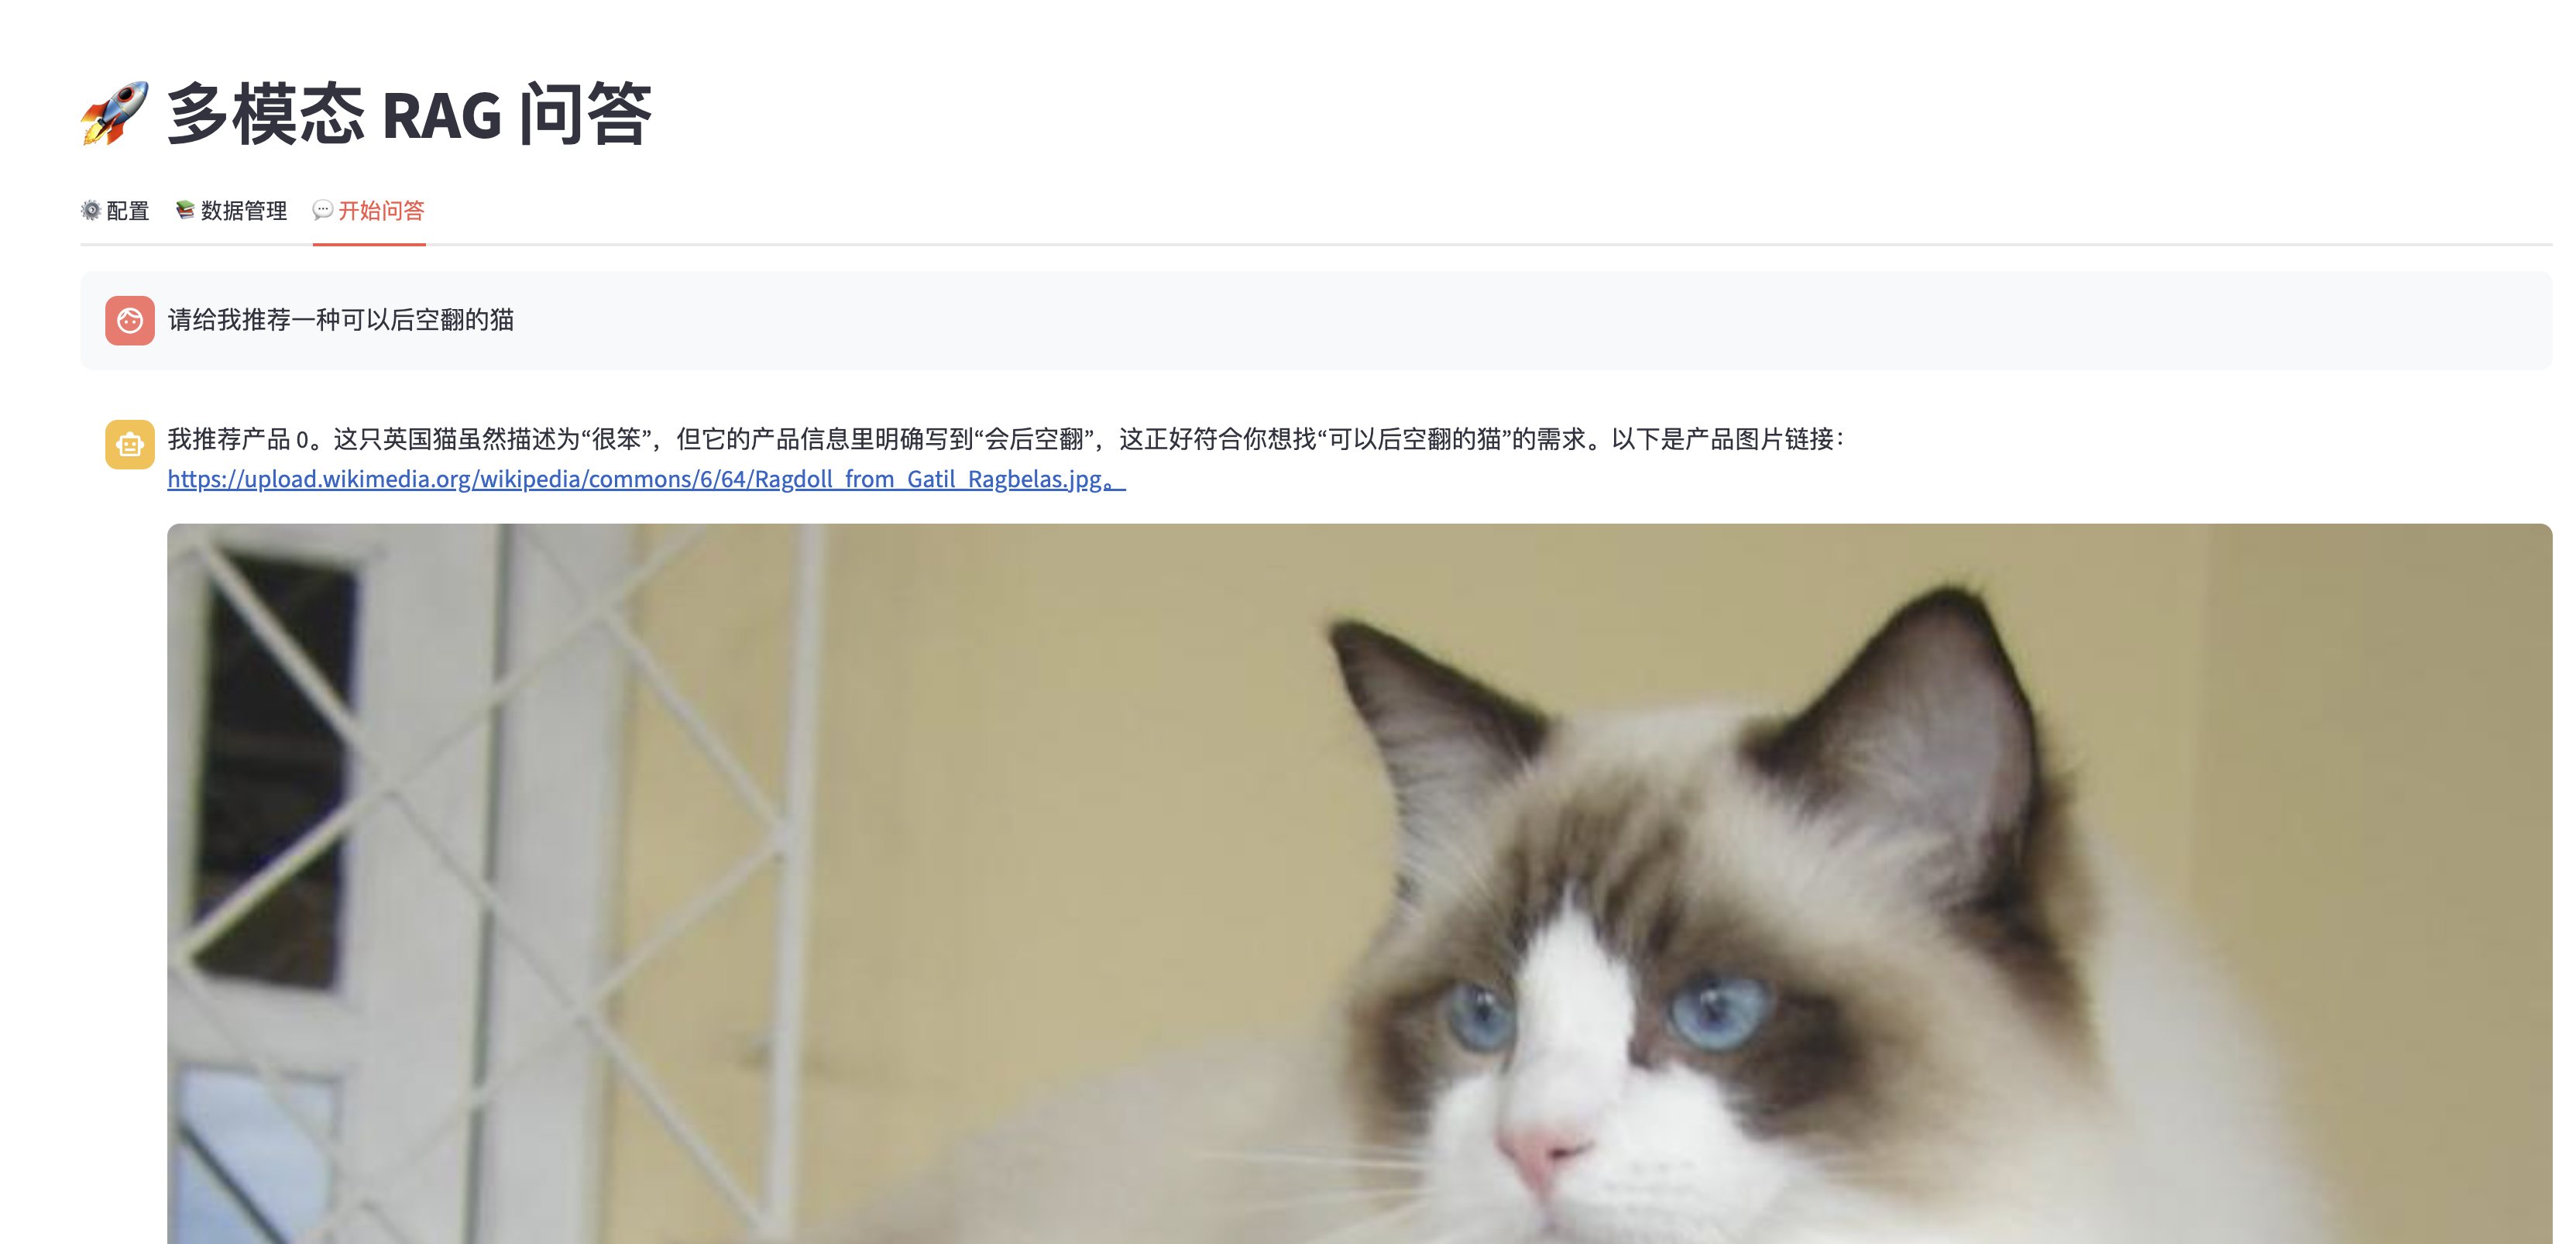 🚀 多模态 RAG 问答
⚙️ 配置 📚 数据管理 💬 开始问答
请给我推荐一种可以后空翻的猫
我推荐产品 0。这只英国猫虽然描述为“很笨”，但它的产品信息里明确写到“会后空翻”，这正好符合你想找“可以后空翻的猫”的需求。以下是产品图片链接：
https://upload.wikimedia.org/wikipedia/commons/6/64/Ragdoll_from_Gatil_Ragbelas.jpg。